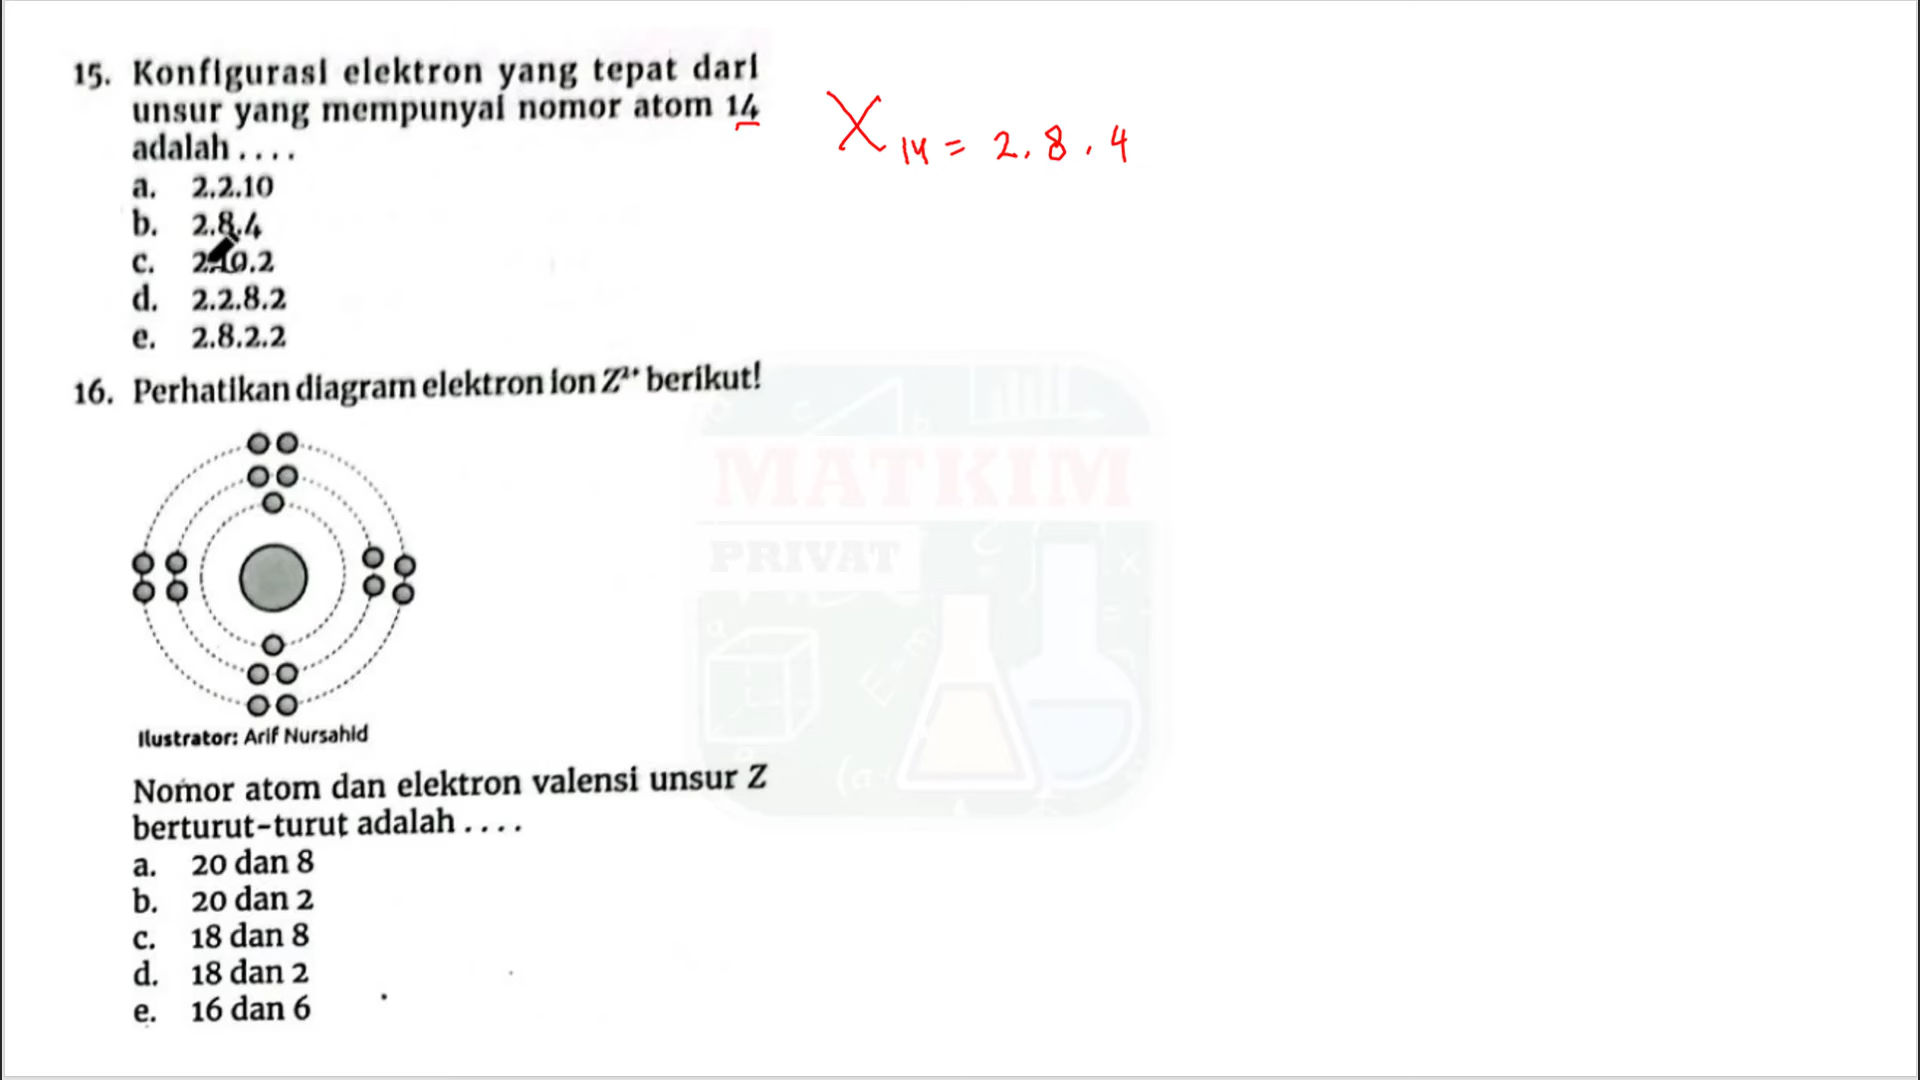 15. Konfigurasi elektron yang tepat dari
unsur yang mempunyai nomor atom 14
adalah . . . .
a. 2.2.10
b. 2.8.4
c. 2.10.2
d. 2.2.8.2
e. 2.8.2.2
X₁₄ = 2.8.4
16. Perhatikan diagram elektron ion Z²⁺ berikut!
Ilustrator: Arif Nursahid
Nomor atom dan elektron valensi unsur Z
berturut-turut adalah . . . .
a. 20 dan 8
b. 20 dan 2
c. 18 dan 8
d. 18 dan 2
e. 16 dan 6
MATKIM
PRIVAT